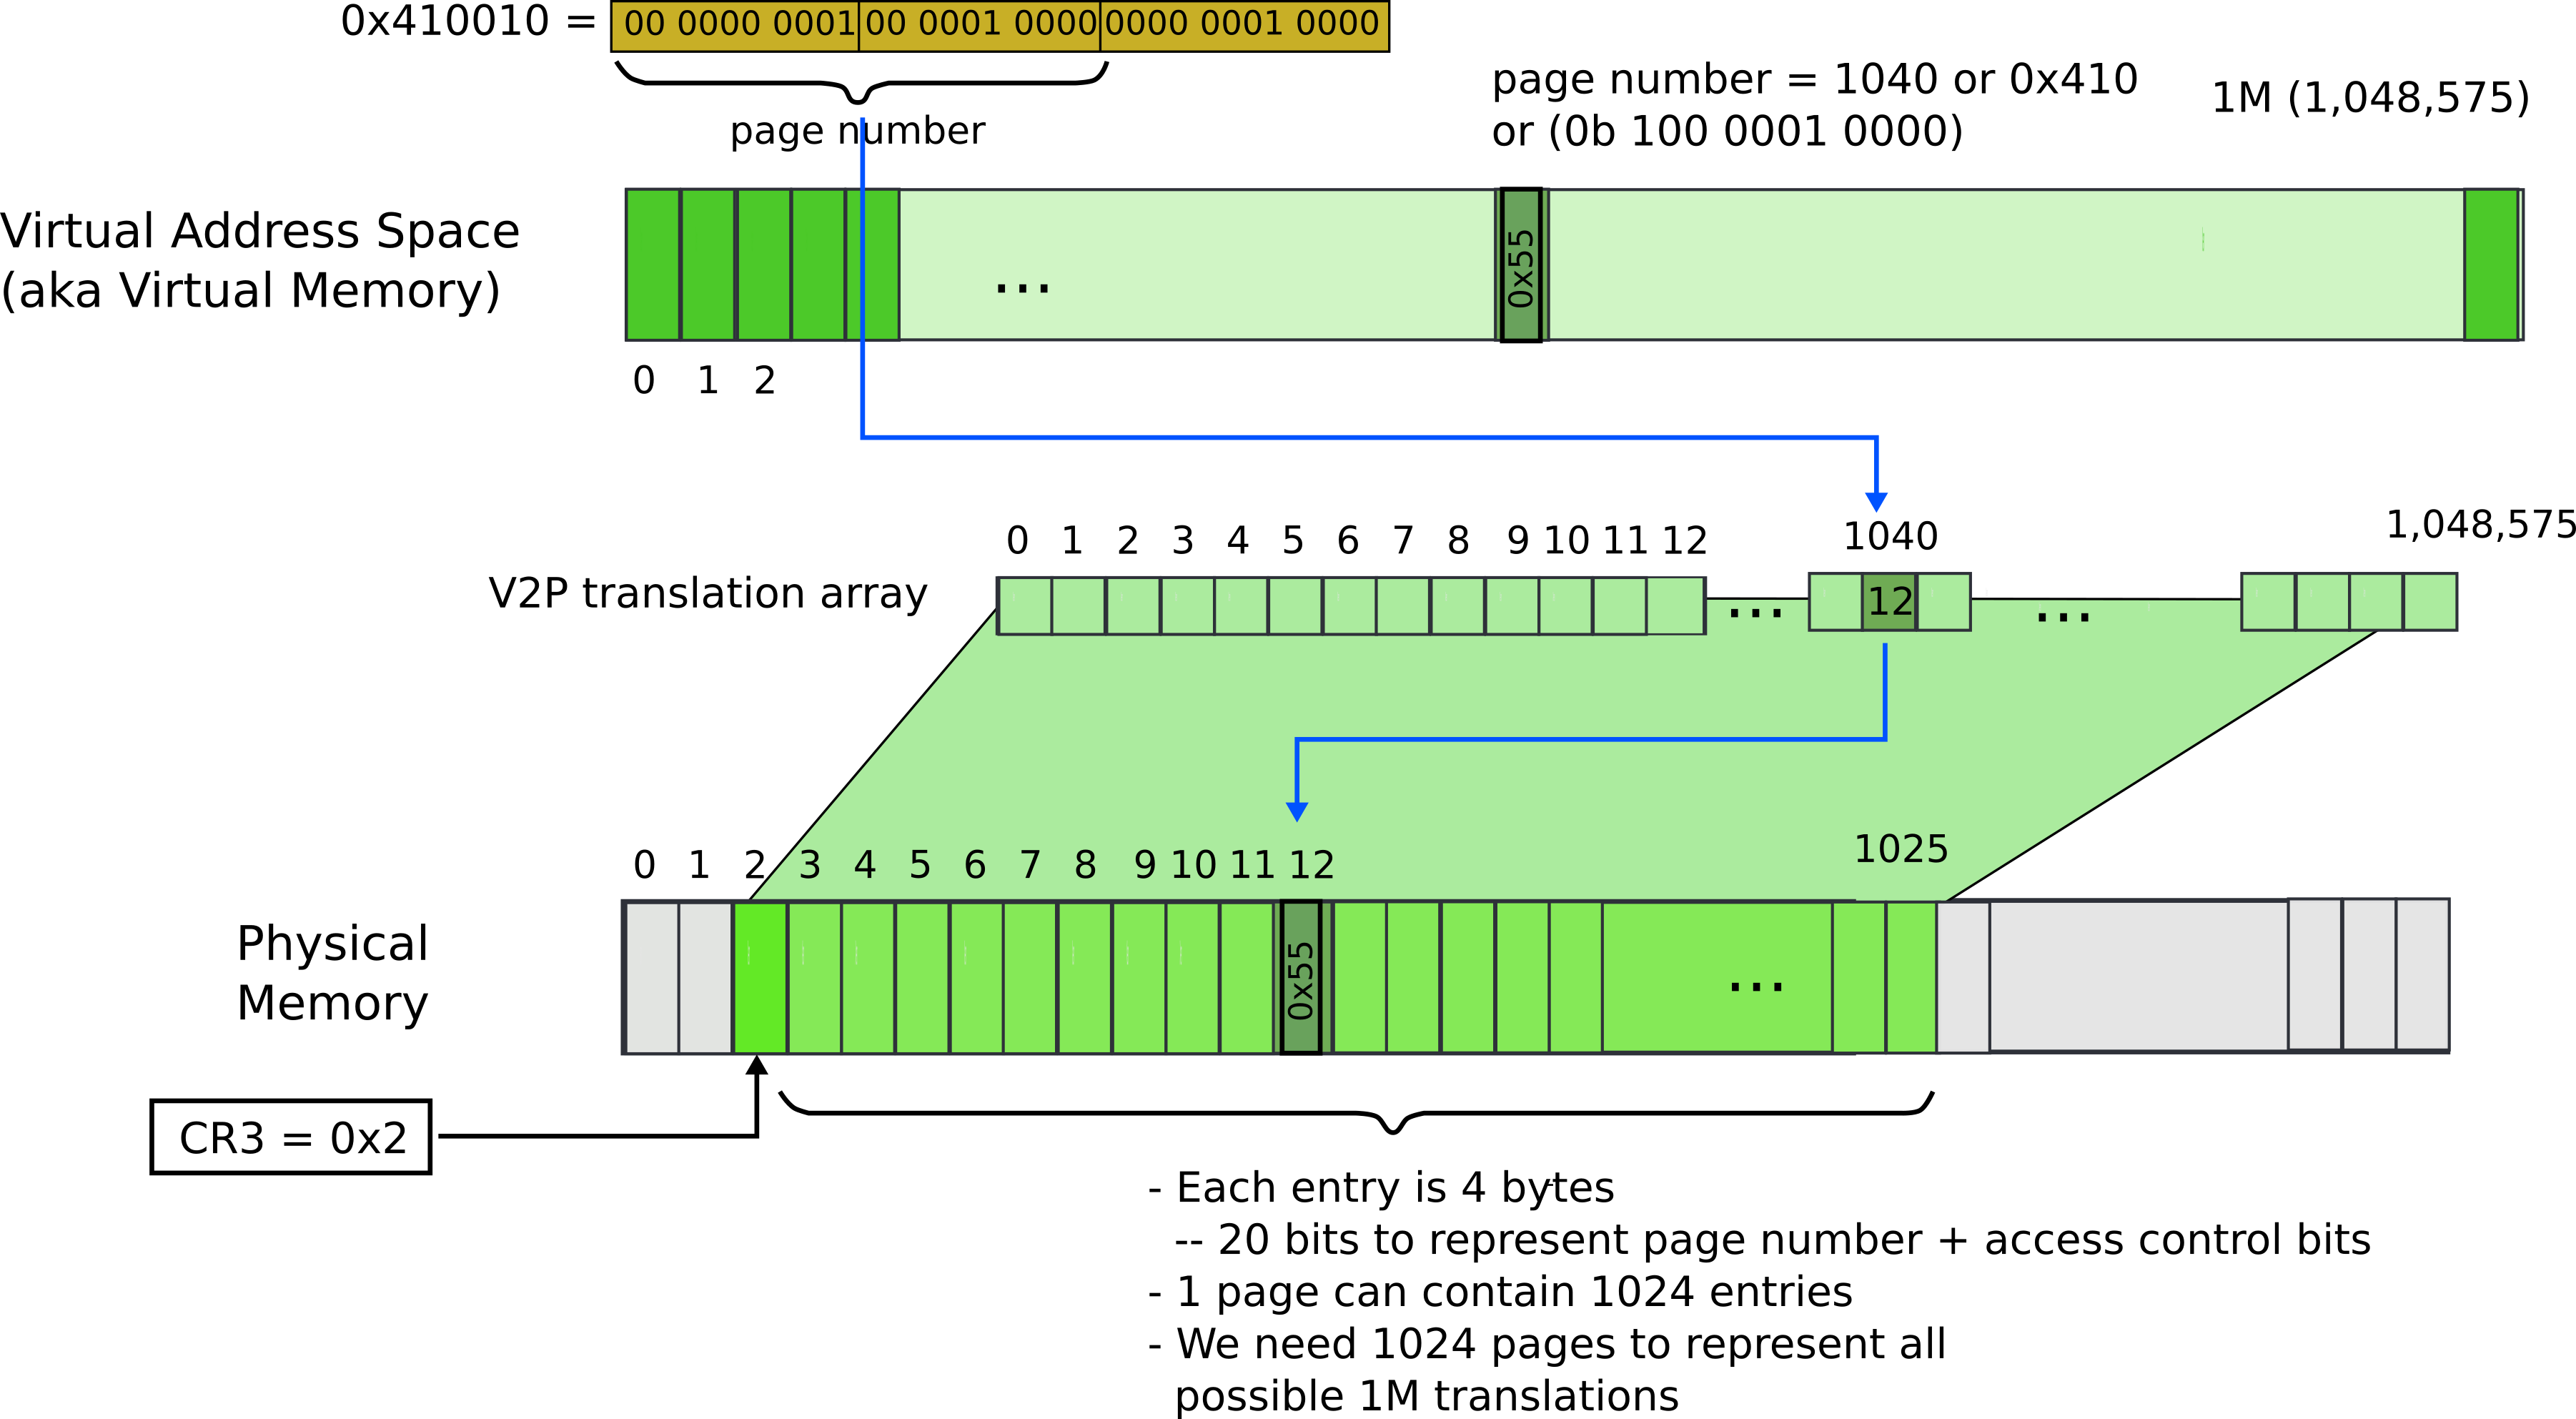 0x410010 = 00 0000 0001 00 0001 0000 0000 0001 0000
page number
page number = 1040 or 0x410
or (0b 100 0001 0000)
1M (1,048,575)
Virtual Address Space
(aka Virtual Memory)
...
0x55
0 1 2
0 1 2 3 4 5 6 7 8 9 10 11 12 1040 1,048,575
V2P translation array
... 12 ...
0 1 2 3 4 5 6 7 8 9 10 11 12 1025
Physical
Memory
0x55
...
CR3 = 0x2
- Each entry is 4 bytes
-- 20 bits to represent page number + access control bits
- 1 page can contain 1024 entries
- We need 1024 pages to represent all
possible 1M translations